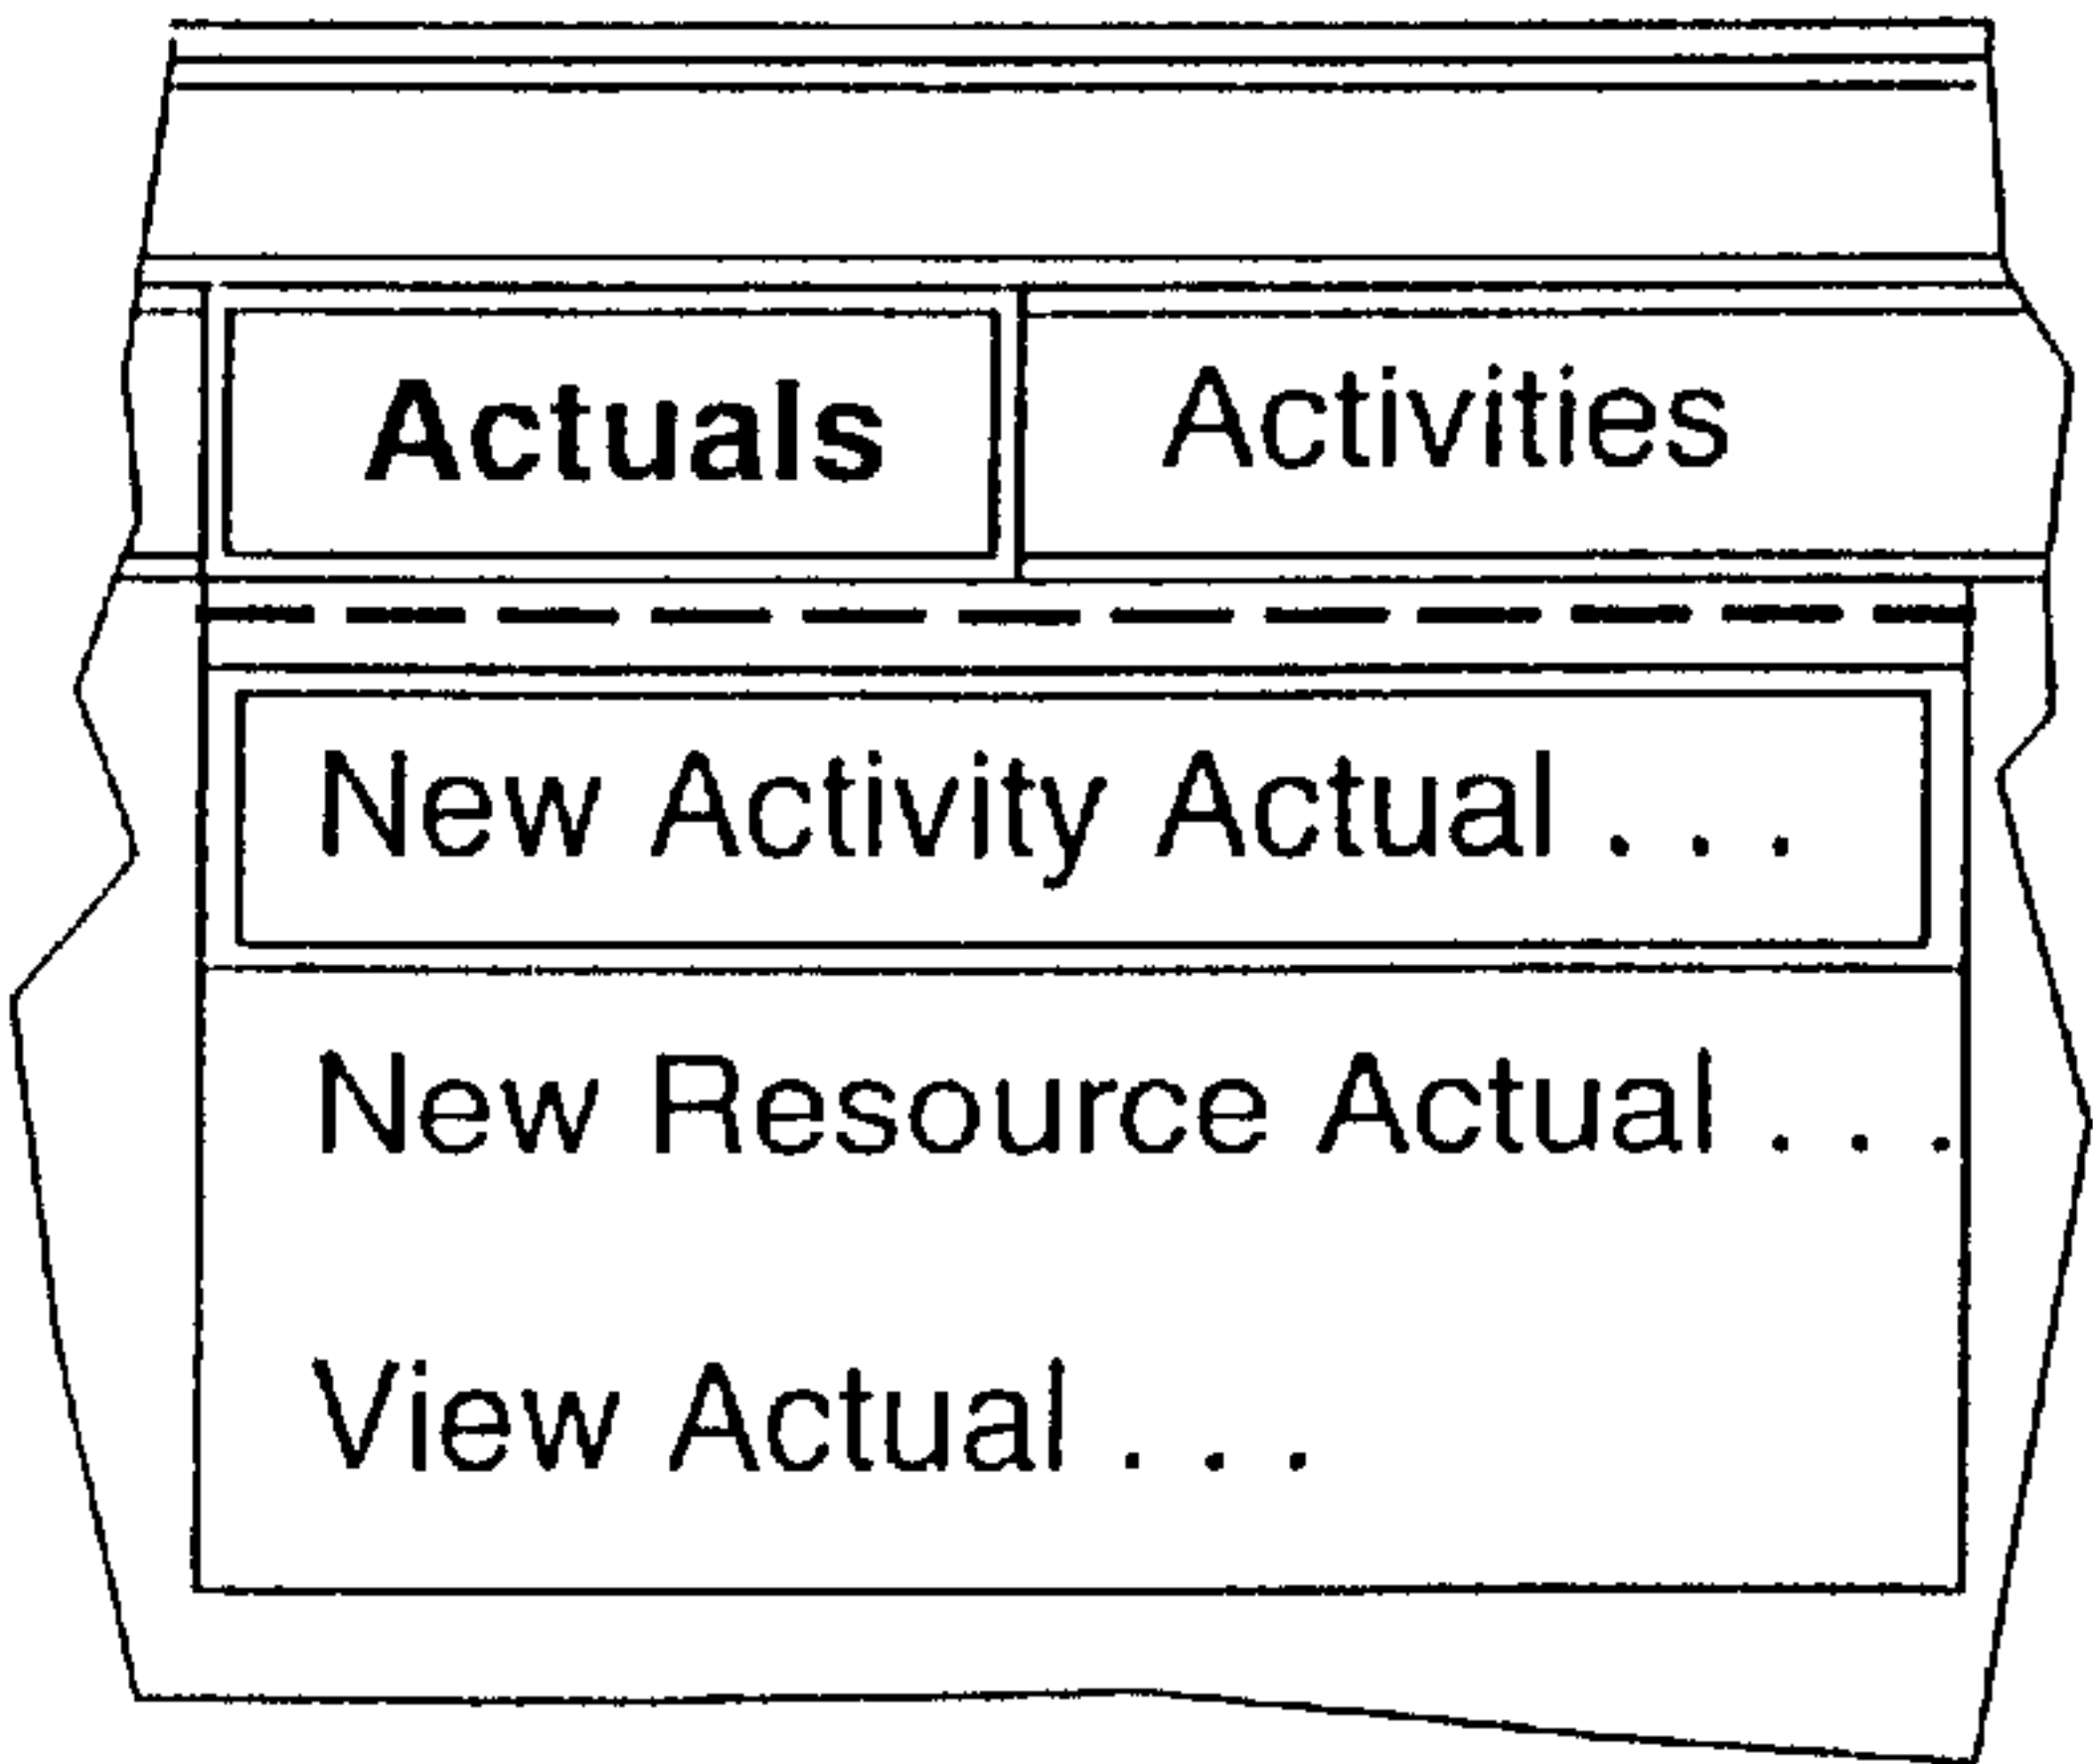 Actuals Activities
New Activity Actual . . .
New Resource Actual . . .
View Actual . . .